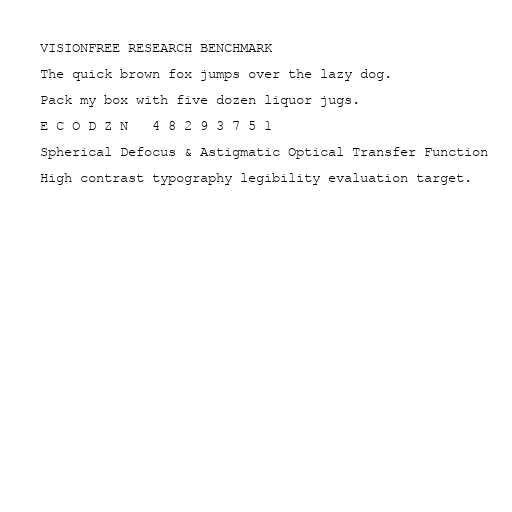 VISIONFREE RESEARCH BENCHMARK
The quick brown fox jumps over the lazy dog.
Pack my box with five dozen liquor jugs.
E C O D Z N   4 8 2 9 3 7 5 1
Spherical Defocus & Astigmatic Optical Transfer Function
High contrast typography legibility evaluation target.